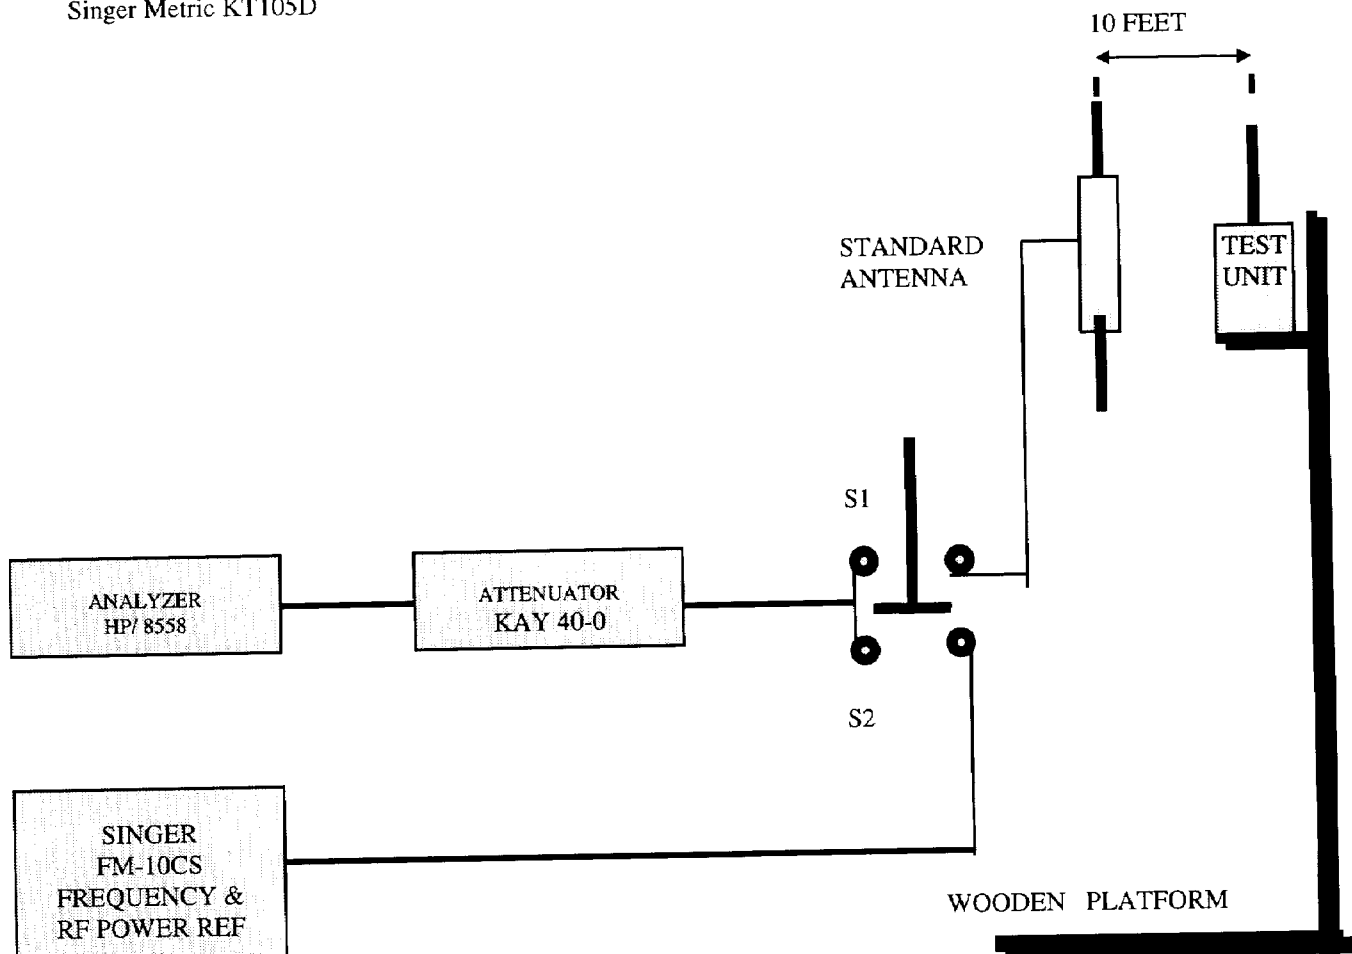 Singer Metric KT105D
10 FEET
STANDARD
ANTENNA
TEST
UNIT
S1
ANALYZER
HP/ 8558
ATTENUATOR
KAY 40-0
S2
SINGER
FM-10CS
FREQUENCY &
RF POWER REF
WOODEN PLATFORM